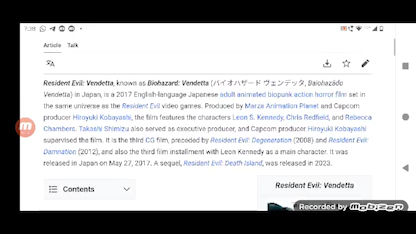 7:38
Article Talk
Resident Evil: Vendetta, known as Biohazard: Vendetta (バイオハザード ヴェンデッタ, Baiohazādo
Vendetta) in Japan, is a 2017 English-language Japanese adult animated biopunk action horror film set in
the same universe as the Resident Evil video games. Produced by Marza Animation Planet and Capcom
producer Hiroyuki Kobayashi, the film features the characters Leon S. Kennedy, Chris Redfield, and Rebecca
Chambers. Takashi Shimizu also served as executive producer, and Capcom producer Hiroyuki Kobayashi
supervised the film. It is the third CG film, preceded by Resident Evil: Degeneration (2008) and Resident Evil:
Damnation (2012), and also the third film installment with Leon Kennedy as a main character. It was
released in Japan on May 27, 2017. A sequel, Resident Evil: Death Island, was released in 2023.
Contents
Resident Evil: Vendetta
Recorded by Mobizen